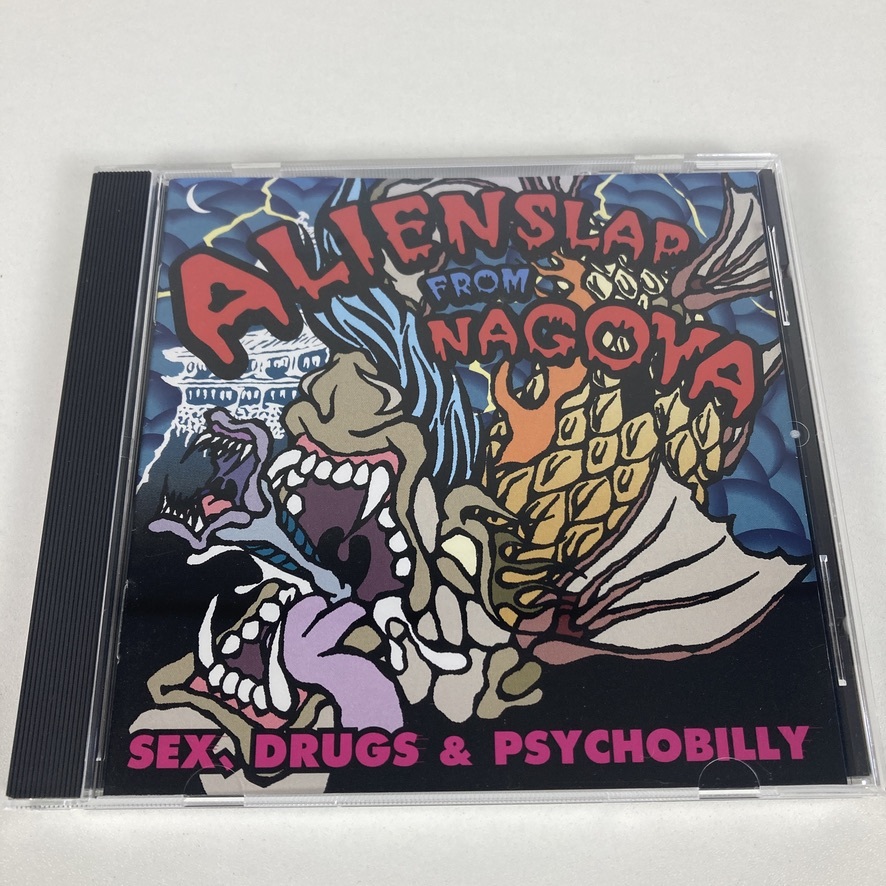 ALIENSLAP
FROM
NAGOYA
SEX, DRUGS & PSYCHOBILLY